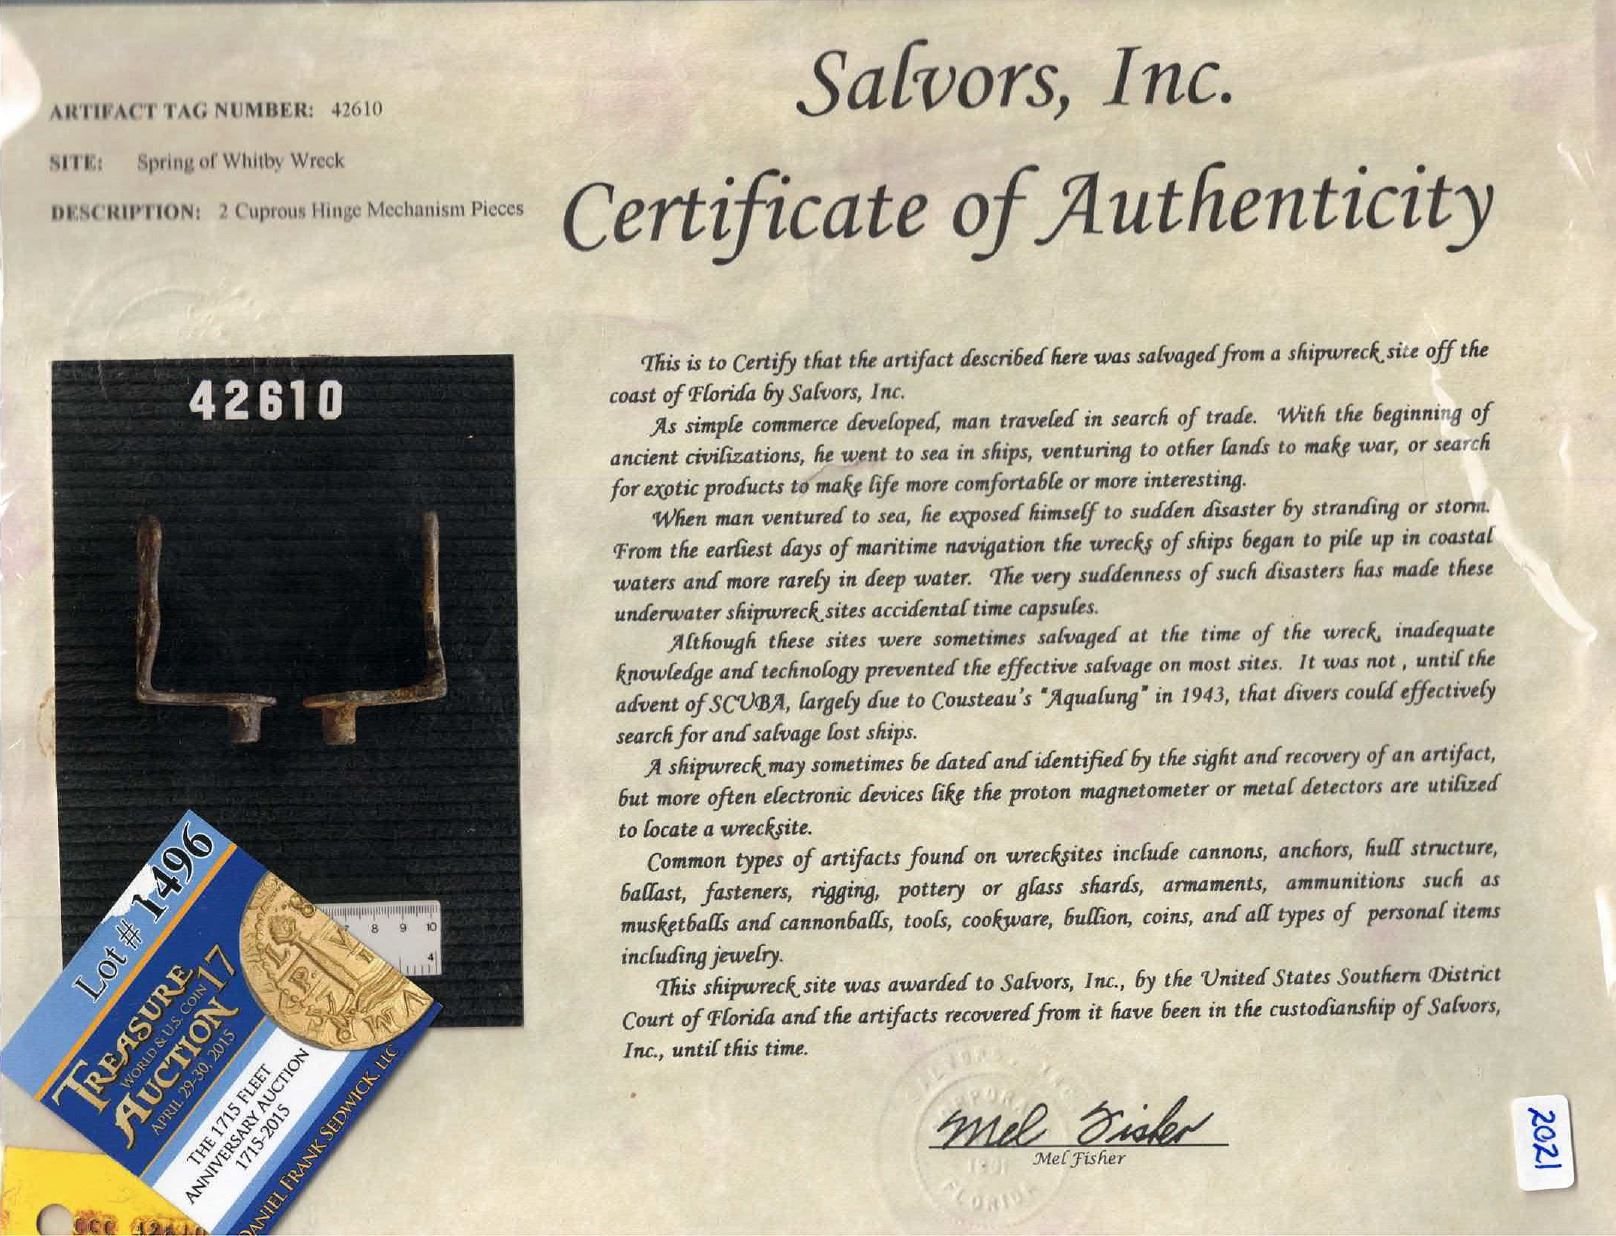 ARTIFACT TAG NUMBER: 42610
SITE: Spring of Whitby Wreck
DESCRIPTION: 2 Cuprous Hinge Mechanism Pieces
Salvors, Inc.
Certificate of Authenticity
42610
7 8 9 10
4
This is to Certify that the artifact described here was salvaged from a shipwreck site off the
coast of Florida by Salvors, Inc.
As simple commerce developed, man traveled in search of trade. With the beginning of
ancient civilizations, he went to sea in ships, venturing to other lands to make war, or search
for exotic products to make life more comfortable or more interesting.
When man ventured to sea, he exposed himself to sudden disaster by stranding or storm.
From the earliest days of maritime navigation the wrecks of ships began to pile up in coastal
waters and more rarely in deep water. The very suddenness of such disasters has made these
underwater shipwreck sites accidental time capsules.
Although these sites were sometimes salvaged at the time of the wreck, inadequate
knowledge and technology prevented the effective salvage on most sites. It was not , until the
advent of SCUBA, largely due to Cousteau's "Aqualung" in 1943, that divers could effectively
search for and salvage lost ships.
A shipwreck may sometimes be dated and identified by the sight and recovery of an artifact,
but more often electronic devices like the proton magnetometer or metal detectors are utilized
to locate a wrecksite.
Common types of artifacts found on wrecksites include cannons, anchors, hull structure,
ballast, fasteners, rigging, pottery or glass shards, armaments, ammunitions such as
musketballs and cannonballs, tools, cookware, bullion, coins, and all types of personal items
including jewelry.
This shipwreck site was awarded to Salvors, Inc., by the United States Southern District
Court of Florida and the artifacts recovered from it have been in the custodianship of Salvors,
Inc., until this time.
Mel Fisher
Mel Fisher
FLORIDA
Lot # 1496
TREASURE
WORLD & U.S. COIN
AUCTION 17
APRIL 29-30, 2015
THE 1715 FLEET
ANNIVERSARY AUCTION
1715-2015
DANIEL FRANK SEDWICK, LLC
2021